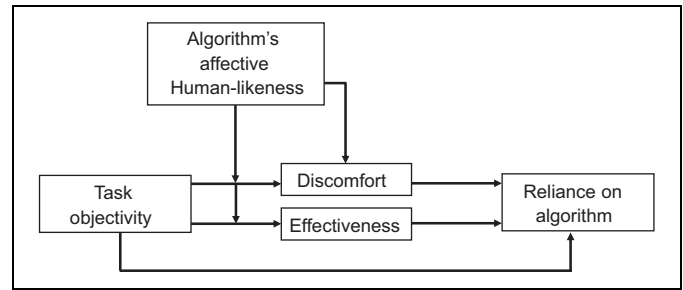 Algorithm's
affective
Human-likeness
Task
objectivity
Discomfort
Effectiveness
Reliance on
algorithm